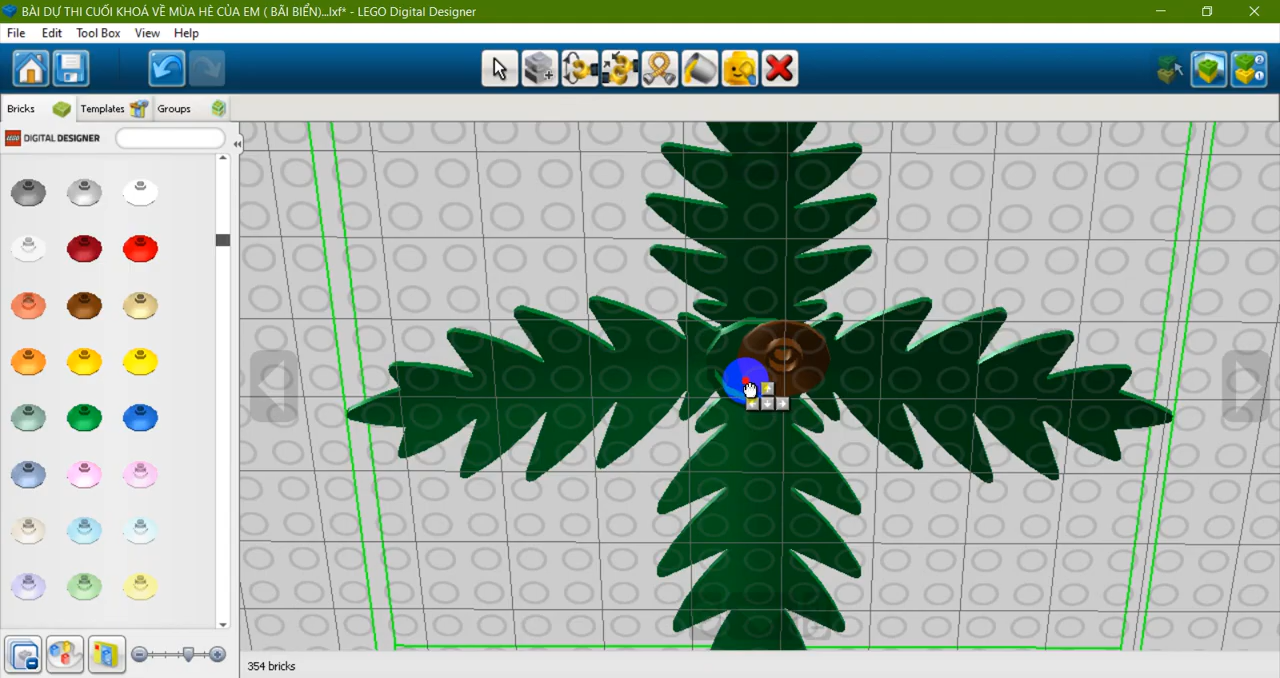 BÀI DỰ THI CUỐI KHOÁ VỀ MÙA HÈ CỦA EM ( BÃI BIỂN)...lxf* - LEGO Digital Designer
File Edit Tool Box View Help
Bricks Templates Groups
LEGO DIGITAL DESIGNER
354 bricks